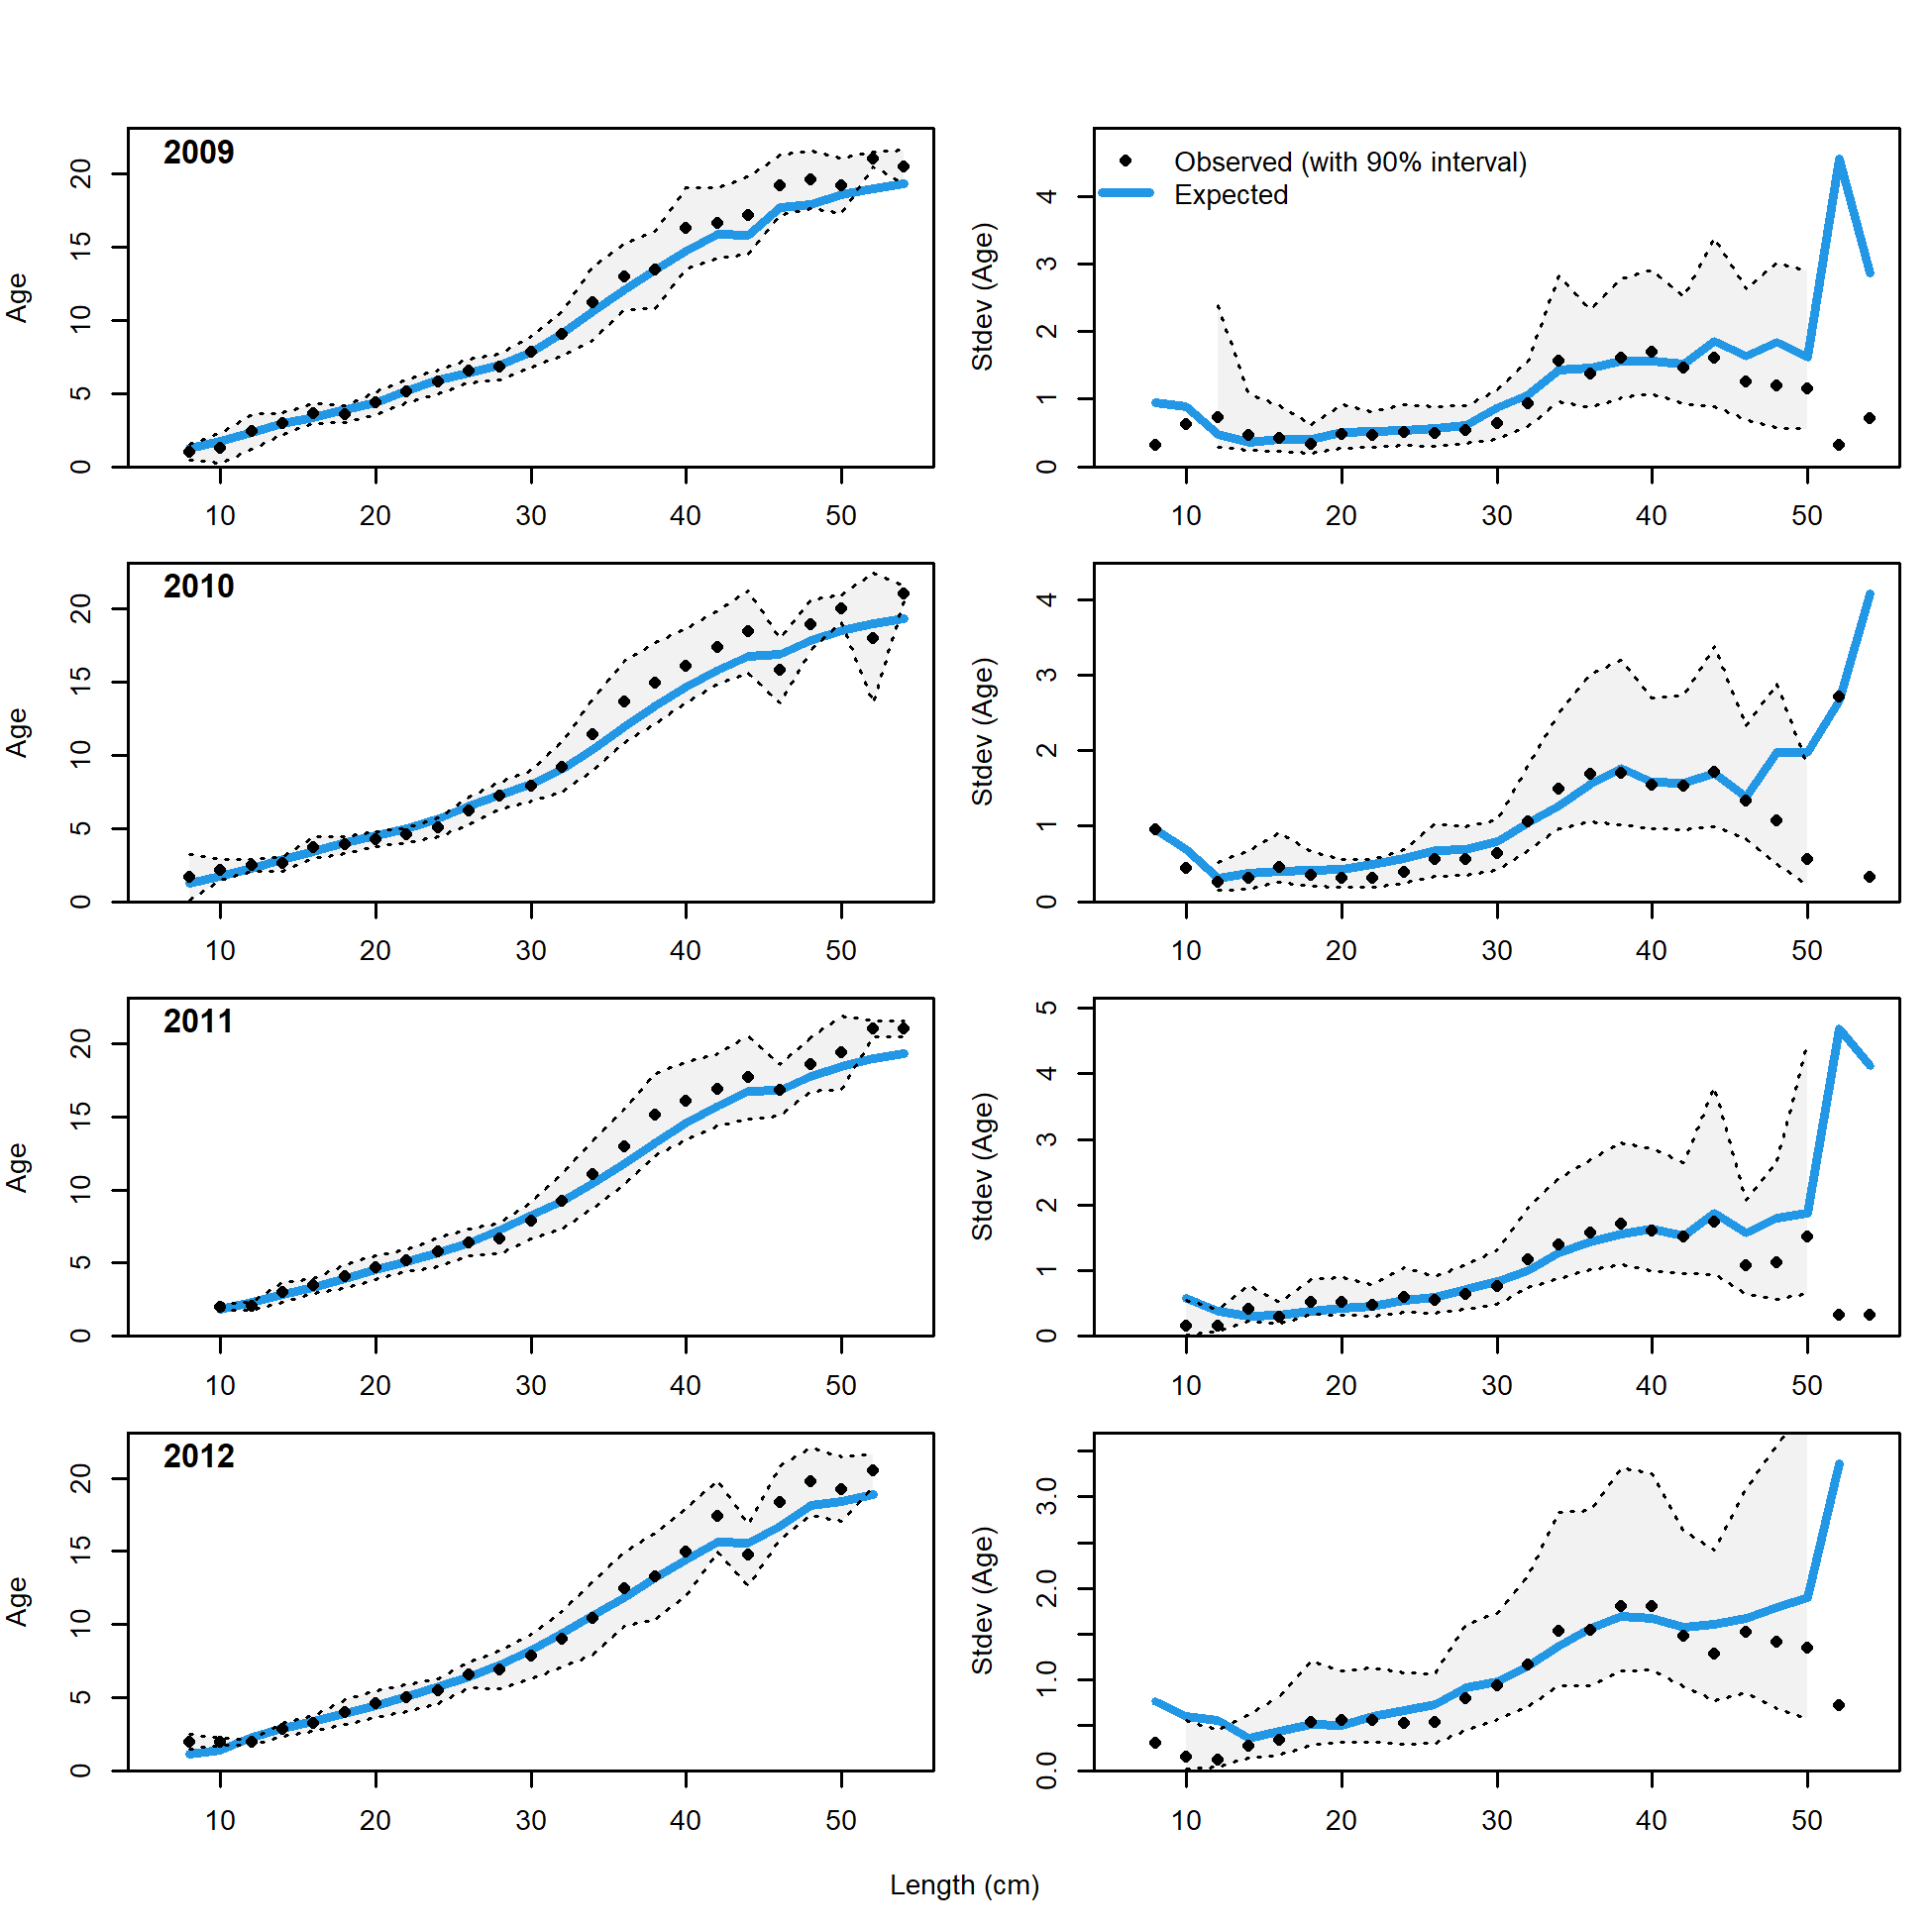 2009
Age
0 5 10 15 20
10 20 30 40 50
Observed (with 90% interval)
Expected
Stdev (Age)
0 1 2 3 4
10 20 30 40 50
2010
Age
0 5 10 15 20
10 20 30 40 50
Stdev (Age)
0 1 2 3 4
10 20 30 40 50
2011
Age
0 5 10 15 20
10 20 30 40 50
Stdev (Age)
0 1 2 3 4 5
10 20 30 40 50
2012
Age
0 5 10 15 20
10 20 30 40 50
Stdev (Age)
0.0 1.0 2.0 3.0
10 20 30 40 50
Length (cm)